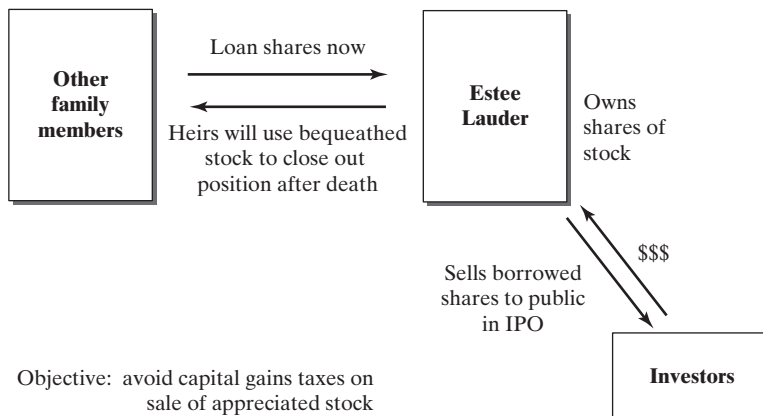 Other
family
members
Loan shares now
Heirs will use bequeathed
stock to close out
position after death
Estee
Lauder
Owns
shares of
stock
$$$
Sells borrowed
shares to public
in IPO
Investors
Objective: avoid capital gains taxes on
sale of appreciated stock